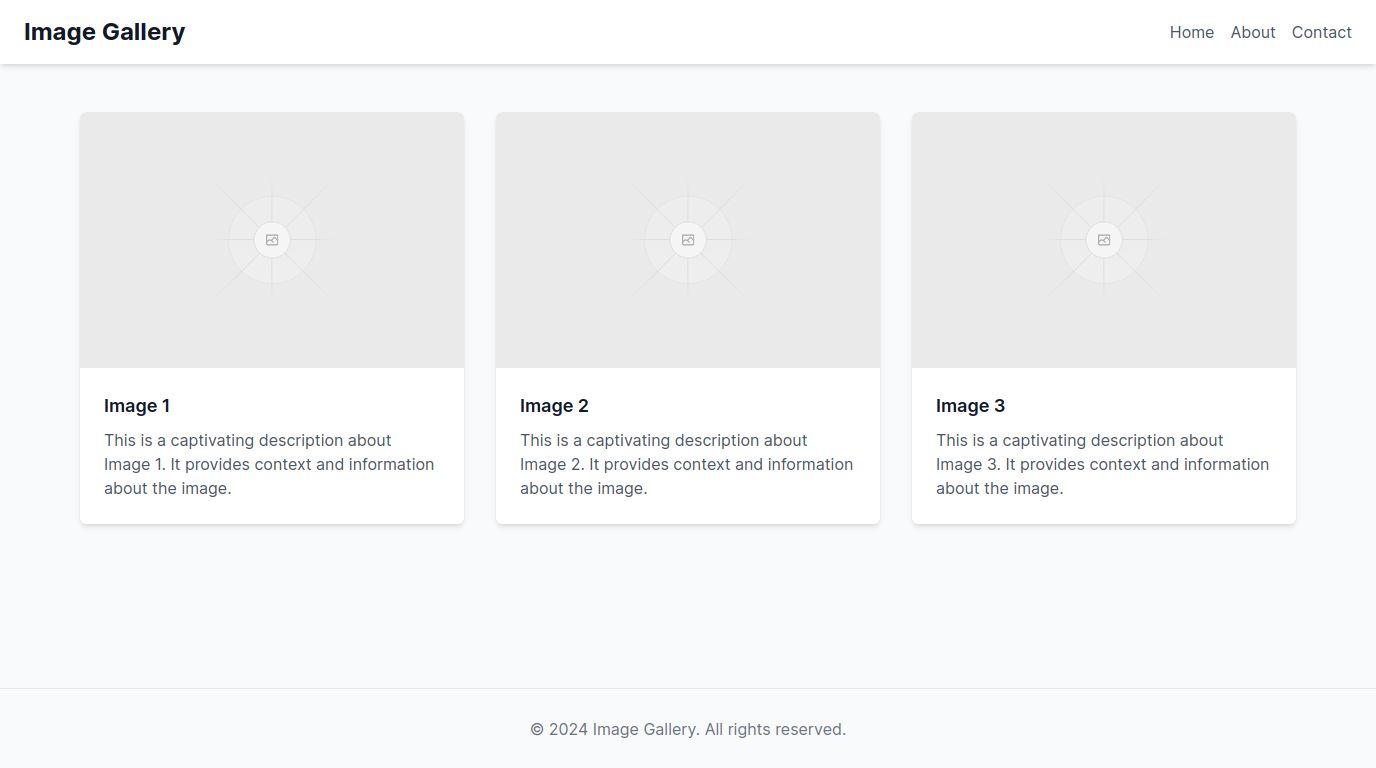 Image Gallery
Home About Contact
Image 1
This is a captivating description about
Image 1. It provides context and information
about the image.
Image 2
This is a captivating description about
Image 2. It provides context and information
about the image.
Image 3
This is a captivating description about
Image 3. It provides context and information
about the image.
© 2024 Image Gallery. All rights reserved.